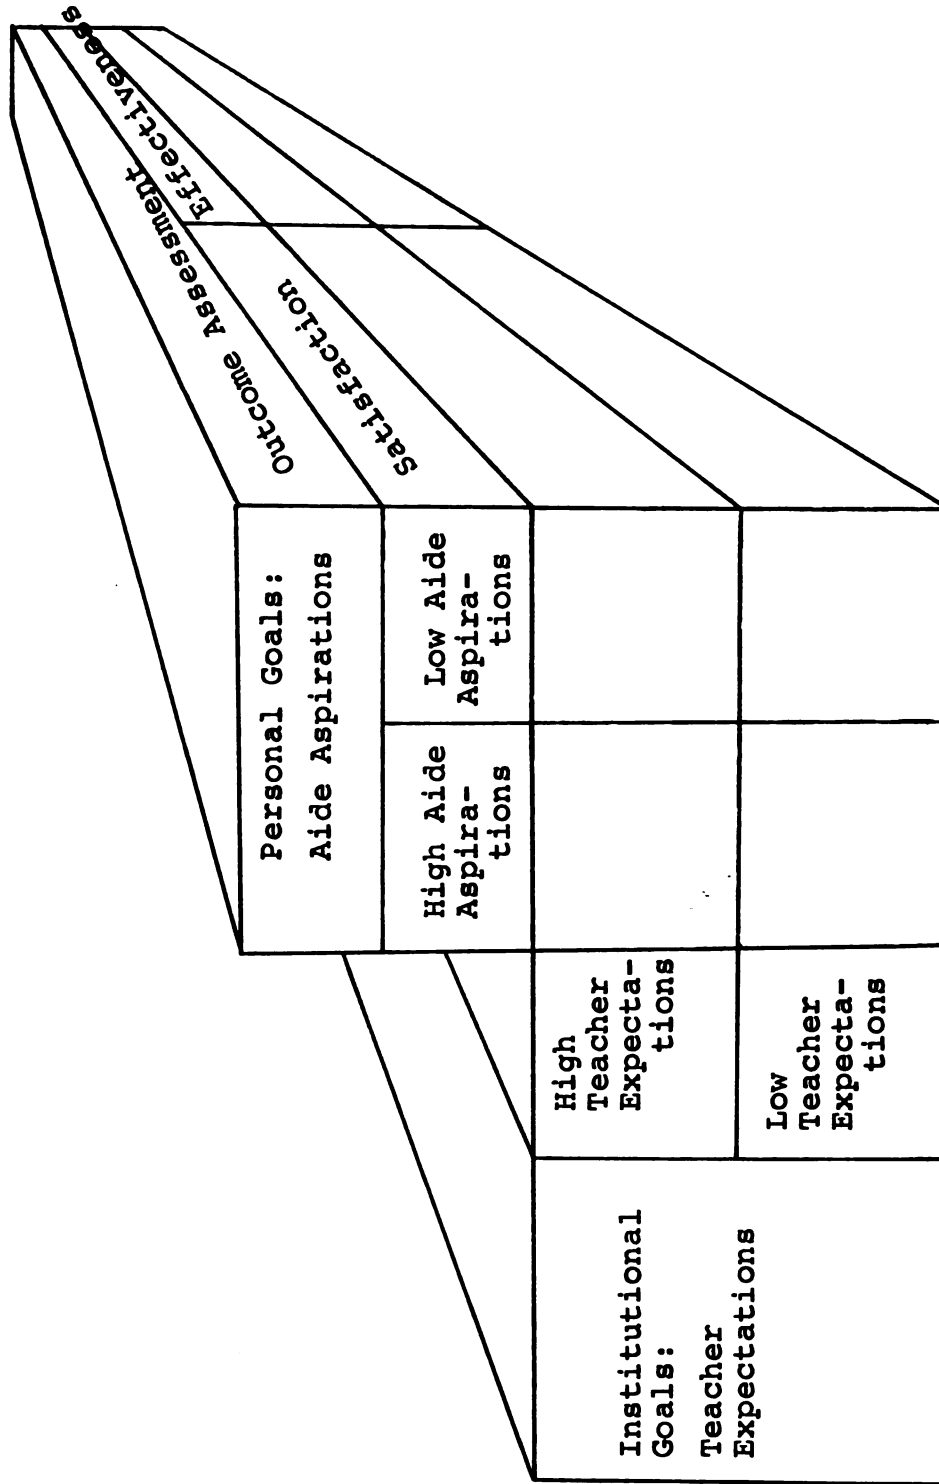 Personal Goals:
Aide Aspirations
High Aide
Aspira-
tions
Low Aide
Aspira-
tions
Outcome Assessment
Satisfaction
Effectiveness
Institutional
Goals:
Teacher
Expectations
High
Teacher
Expecta-
tions
Low
Teacher
Expecta-
tions